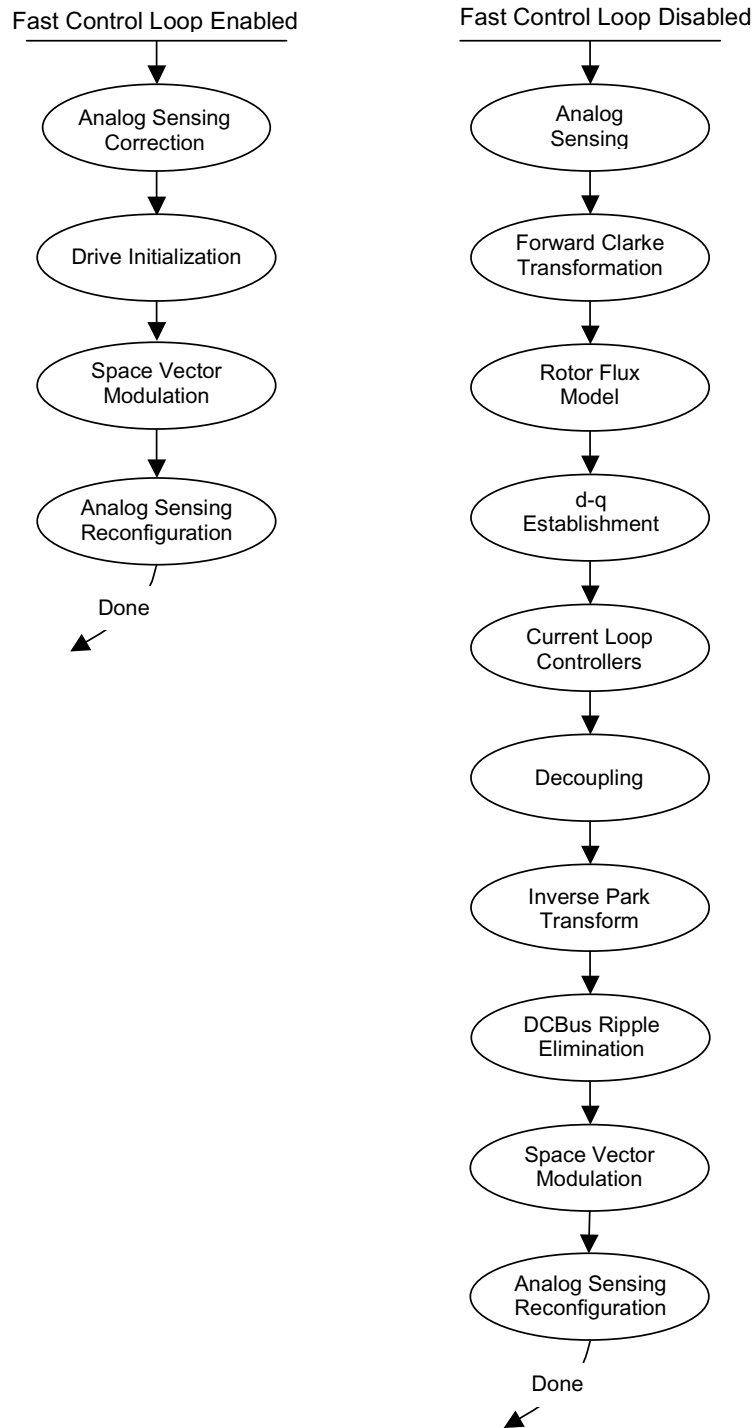 Fast Control Loop Enabled
Analog Sensing
Correction
Drive Initialization
Space Vector
Modulation
Analog Sensing
Reconfiguration
Done
Fast Control Loop Disabled
Analog
Sensing
Forward Clarke
Transformation
Rotor Flux
Model
d-q
Establishment
Current Loop
Controllers
Decoupling
Inverse Park
Transform
DCBus Ripple
Elimination
Space Vector
Modulation
Analog Sensing
Reconfiguration
Done